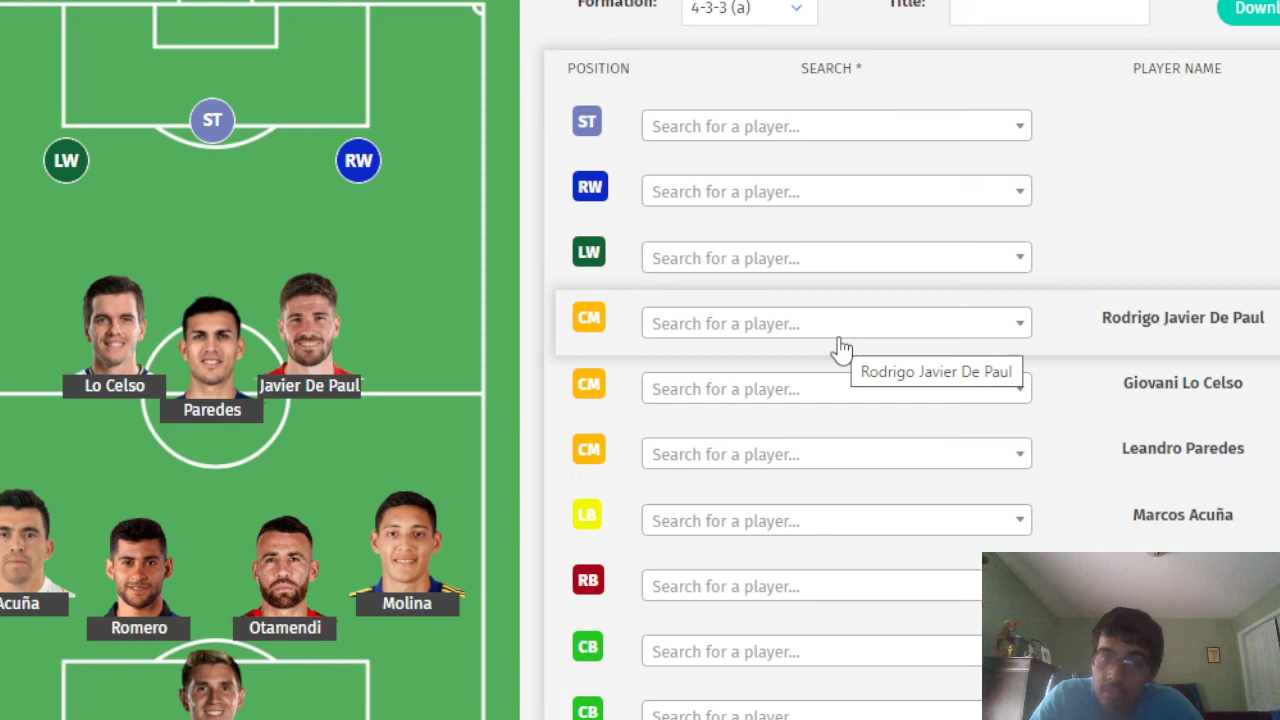 Formation:
4-3-3 (a)
Title:
Downl
POSITION
SEARCH *
PLAYER NAME
ST
Search for a player...
RW
Search for a player...
LW
Search for a player...
CM
Search for a player...
Rodrigo Javier De Paul
Rodrigo Javier De Paul
CM
Search for a player...
Giovani Lo Celso
CM
Search for a player...
Leandro Paredes
LB
Search for a player...
Marcos Acuña
RB
Search for a player...
CB
Search for a player...
CB
Search for a player...
ST
LW
RW
Lo Celso
Javier De Paul
Paredes
Acuña
Molina
Romero
Otamendi